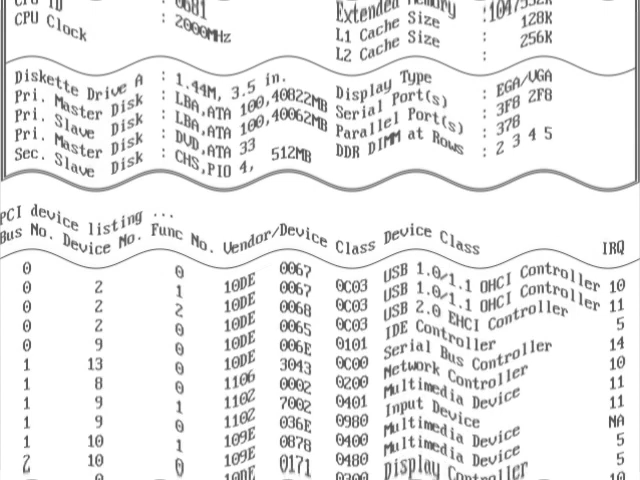 CPU ID : 0681 Extended Memory :1047552K
CPU Clock : 2000MHz L1 Cache Size : 128K
L2 Cache Size : 256K
Diskette Drive A : 1.44M, 3.5 in. Display Type : EGA/VGA
Pri. Master Disk : LBA,ATA 100,40822MB Serial Port(s) : 3F8 2F8
Pri. Slave Disk : LBA,ATA 100,40062MB Parallel Port(s) : 378
Pri. Master Disk : DVD,ATA 33 DDR DIMM at Rows : 2 3 4 5
Sec. Slave Disk : CHS,PIO 4, 512MB
PCI device listing ...
Bus No. Device No. Func No. Vendor/Device Class Device Class IRQ
0 2 0 10DE 0067 0C03 USB 1.0/1.1 OHCI Controller 10
0 2 1 10DE 0067 0C03 USB 1.0/1.1 OHCI Controller 11
0 2 2 10DE 0068 0C03 USB 2.0 EHCI Controller 5
0 9 0 10DE 0065 0101 IDE Controller 14
0 13 0 10DE 006E 0C00 Serial Bus Controller 10
1 8 0 1106 3043 0200 Network Controller 11
1 9 0 1102 0002 0401 Multimedia Device 11
1 9 1 1102 7002 0980 Input Device NA
1 10 0 109E 036E 0400 Multimedia Device 5
1 10 1 109E 0878 0480 Multimedia Device 5
2 0 0 10DE 0171 0300 Display Controller 10